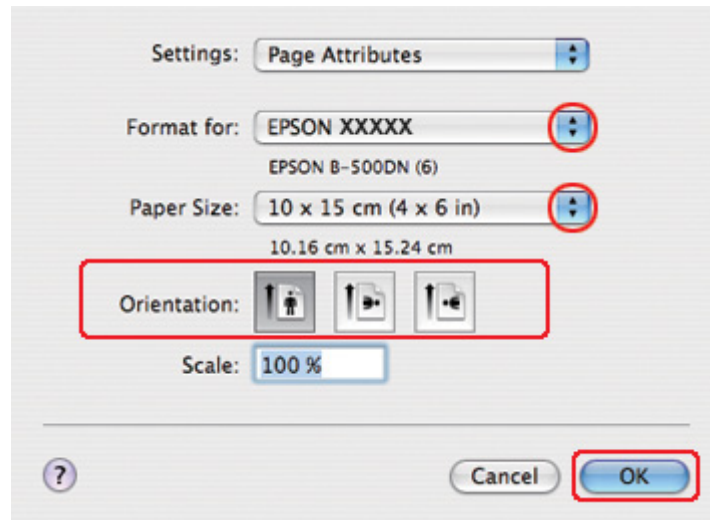 Settings: Page Attributes
Format for: EPSON XXXXX
EPSON B-500DN (6)
Paper Size: 10 x 15 cm (4 x 6 in)
10.16 cm x 15.24 cm
Orientation:
Scale: 100 %
? Cancel OK